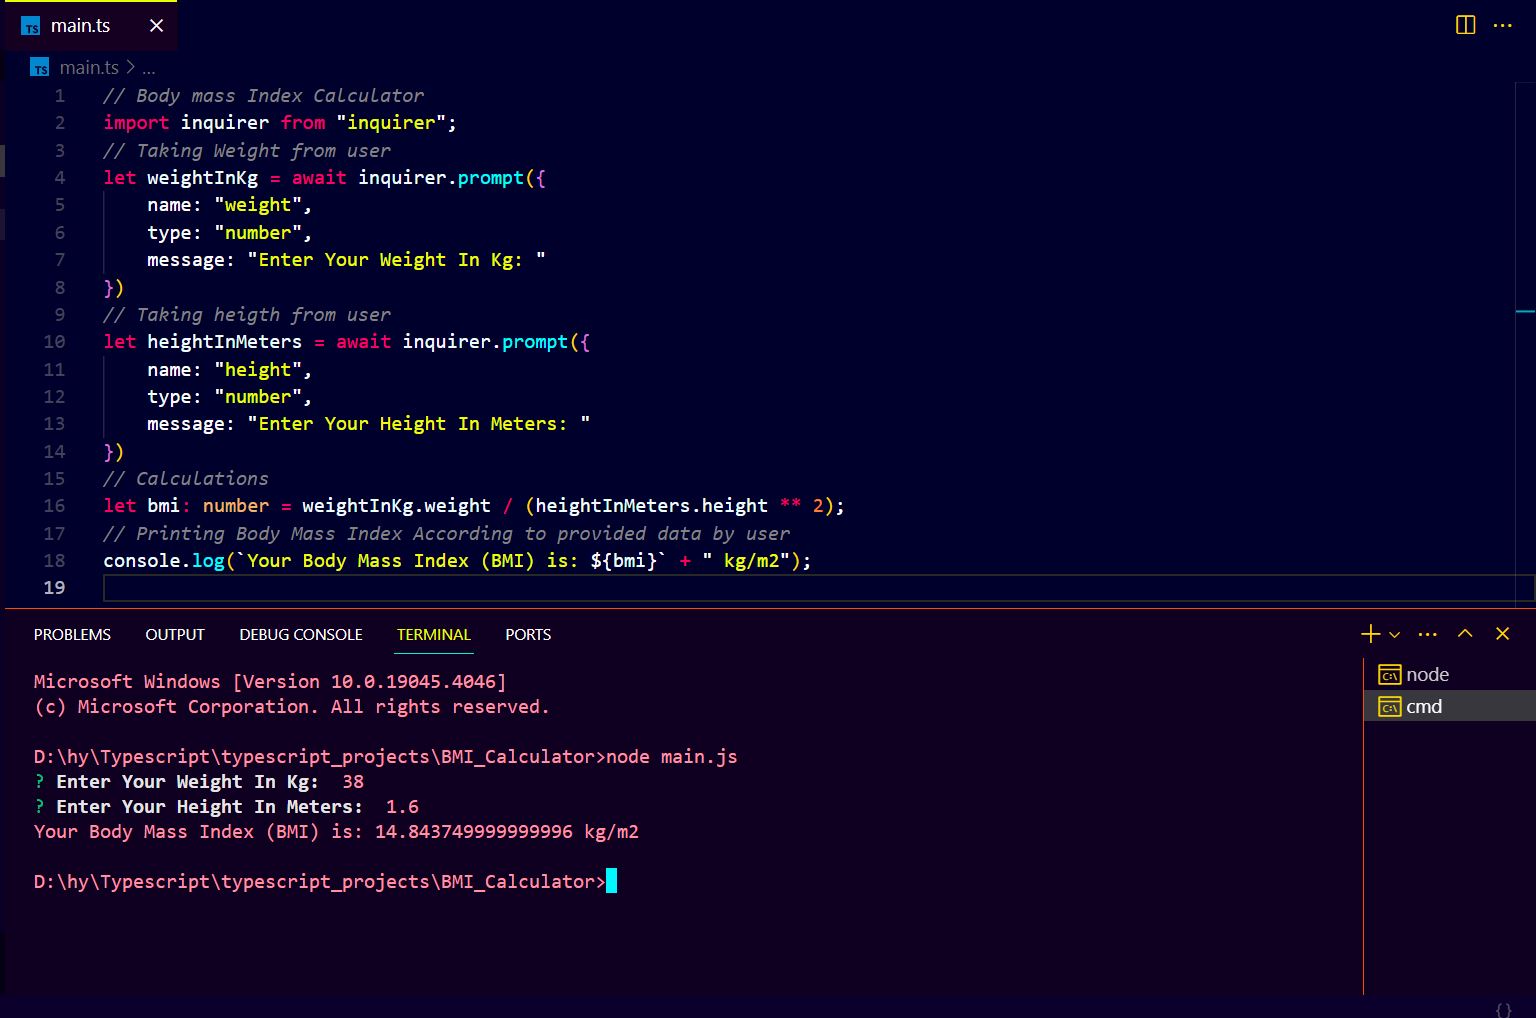 TS main.ts
TS main.ts > ...
1 // Body mass Index Calculator
2 import inquirer from "inquirer";
3 // Taking Weight from user
4 let weightInKg = await inquirer.prompt({
5     name: "weight",
6     type: "number",
7     message: "Enter Your Weight In Kg: "
8 })
9 // Taking heigth from user
10 let heightInMeters = await inquirer.prompt({
11     name: "height",
12     type: "number",
13     message: "Enter Your Height In Meters: "
14 })
15 // Calculations
16 let bmi: number = weightInKg.weight / (heightInMeters.height ** 2);
17 // Printing Body Mass Index According to provided data by user
18 console.log(`Your Body Mass Index (BMI) is: ${bmi}` + " kg/m2");
19
PROBLEMS OUTPUT DEBUG CONSOLE TERMINAL PORTS
Microsoft Windows [Version 10.0.19045.4046]
(c) Microsoft Corporation. All rights reserved.
D:\hy\Typescript\typescript_projects\BMI_Calculator>node main.js
? Enter Your Weight In Kg:  38
? Enter Your Height In Meters:  1.6
Your Body Mass Index (BMI) is: 14.843749999999996 kg/m2
D:\hy\Typescript\typescript_projects\BMI_Calculator>
node
cmd
{}